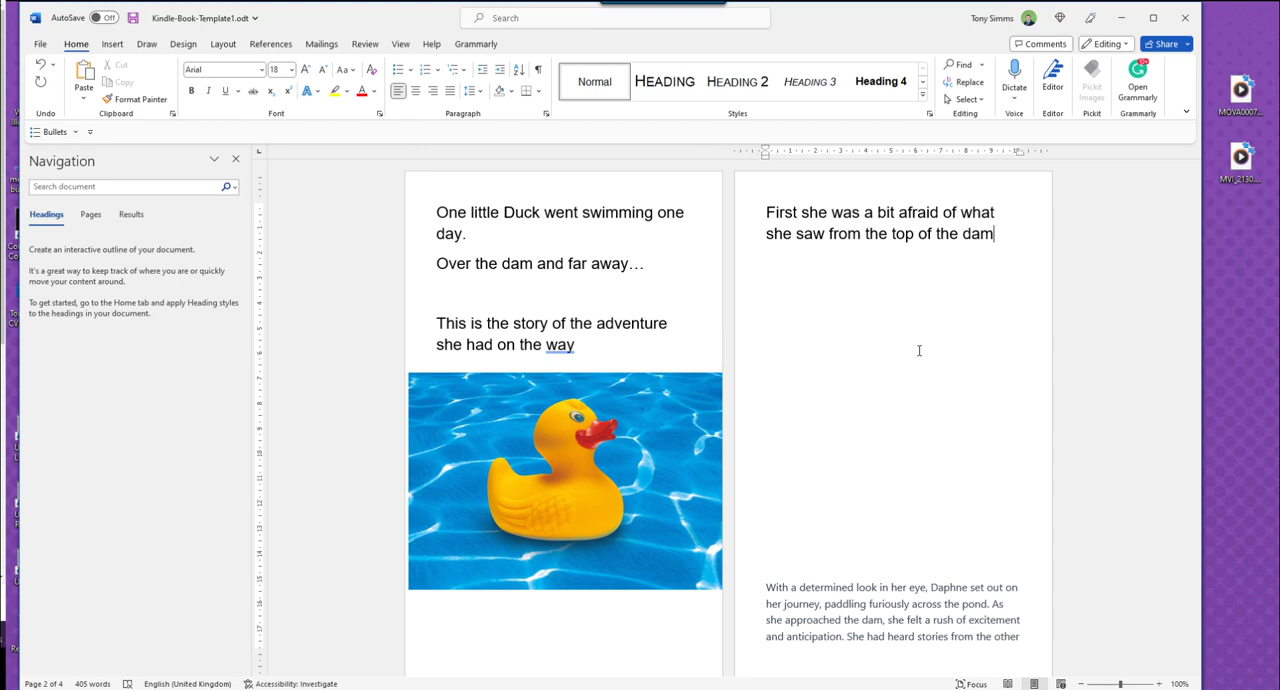 AutoSave Off Kindle-Book-Template1.odt Search Tony Simms
File Home Insert Draw Design Layout References Mailings Review View Help Grammarly Comments Editing Share
Paste Cut Copy Format Painter
Arial 18
Normal HEADING HEADING 2 HEADING 3 Heading 4
Find Replace Select
Dictate Editor Pickit Images Open Grammarly
Undo Clipboard Font Paragraph Styles Editing Voice Editor Pickit Grammarly
Bullets
Navigation
Search document
Headings Pages Results
Create an interactive outline of your document.
It's a great way to keep track of where you are or quickly
move your content around.
To get started, go to the Home tab and apply Heading styles
to the headings in your document.
One little Duck went swimming one
day.
Over the dam and far away…
This is the story of the adventure
she had on the way
First she was a bit afraid of what
she saw from the top of the dam
With a determined look in her eye, Daphne set out on
her journey, paddling furiously across the pond. As
she approached the dam, she felt a rush of excitement
and anticipation. She had heard stories from the other
MOVA0007...
MVI_2130....
Page 2 of 4 405 words English (United Kingdom) Accessibility: Investigate Focus 100%